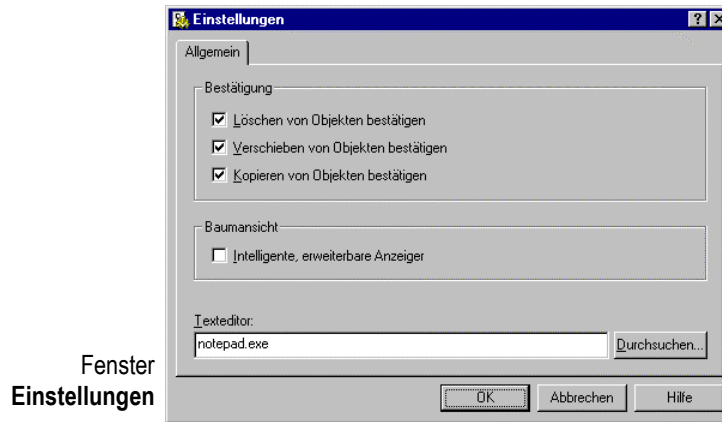 Einstellungen
Allgemein
Bestätigung
Löschen von Objekten bestätigen
Verschieben von Objekten bestätigen
Kopieren von Objekten bestätigen
Baumansicht
Intelligente, erweiterbare Anzeiger
Texteditor:
notepad.exe
Durchsuchen...
OK
Abbrechen
Hilfe
Fenster
Einstellungen